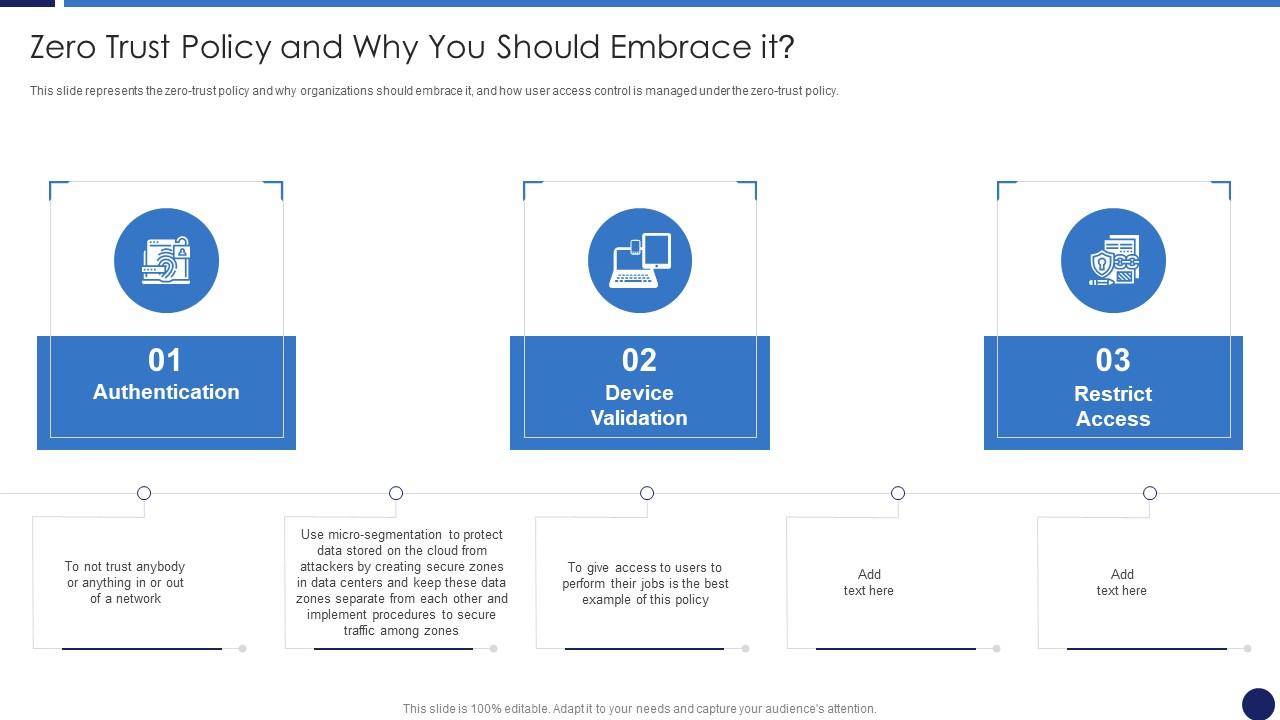 Zero Trust Policy and Why You Should Embrace it?
This slide represents the zero-trust policy and why organizations should embrace it, and how user access control is managed under the zero-trust policy.
01
Authentication
02
Device
Validation
03
Restrict
Access
To not trust anybody
or anything in or out
of a network
Use micro-segmentation to protect
data stored on the cloud from
attackers by creating secure zones
in data centers and keep these data
zones separate from each other and
implement procedures to secure
traffic among zones
To give access to users to
perform their jobs is the best
example of this policy
Add
text here
Add
text here
This slide is 100% editable. Adapt it to your needs and capture your audience's attention.